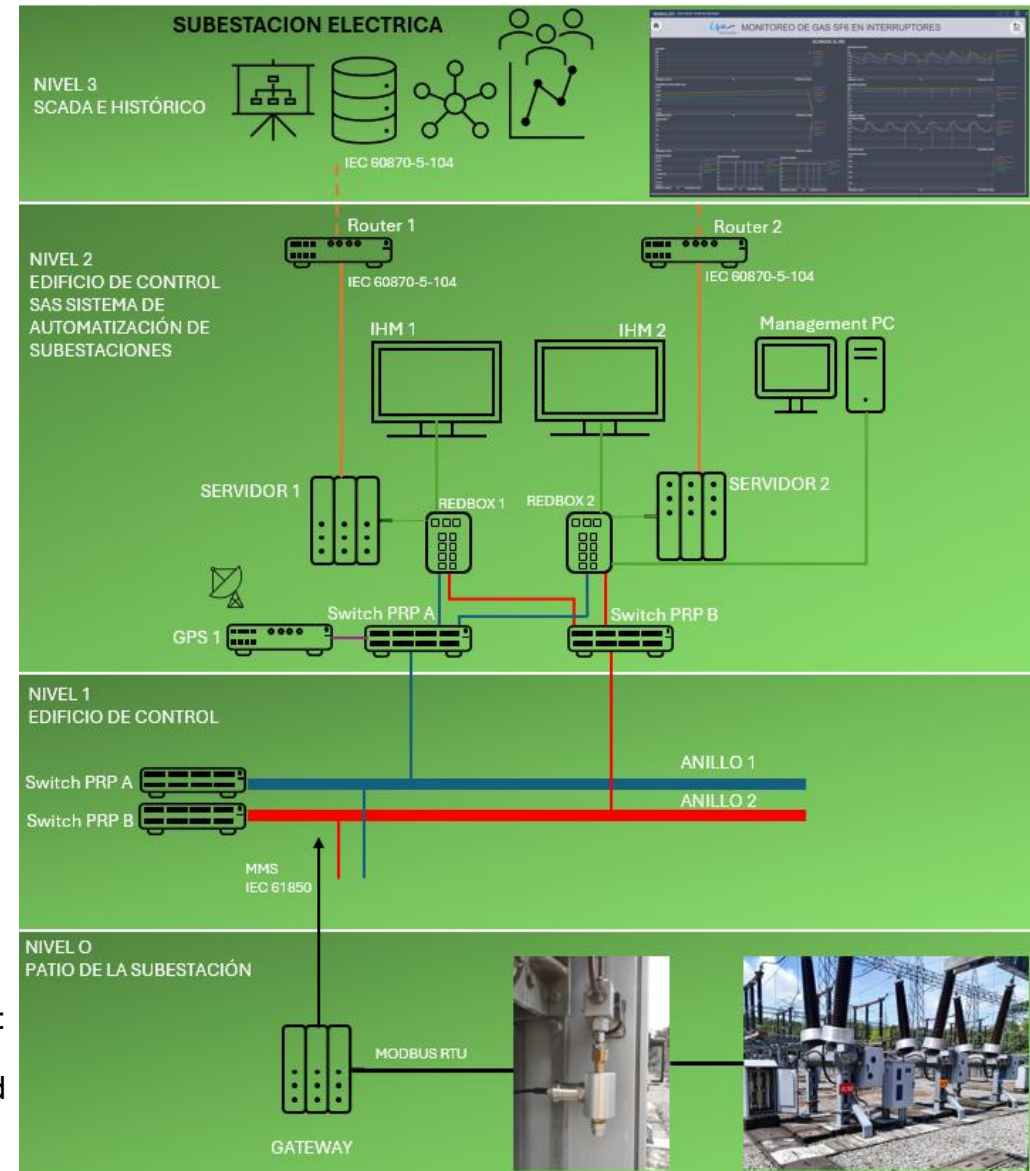 SUBESTACION ELECTRICA
NIVEL 3
SCADA E HISTÓRICO
MONITOREO DE GAS SF6 EN INTERRUPTORES
IEC 60870-5-104
Router 1
Router 2
IEC 60870-5-104
IEC 60870-5-104
NIVEL 2
EDIFICIO DE CONTROL
SAS SISTEMA DE
AUTOMATIZACIÓN DE
SUBESTACIONES
IHM 1
IHM 2
Management PC
SERVIDOR 1
REDBOX 1
REDBOX 2
SERVIDOR 2
Switch PRP A
Switch PRP B
GPS 1
NIVEL 1
EDIFICIO DE CONTROL
ANILLO 1
Switch PRP A
ANILLO 2
Switch PRP B
MMS
IEC 61850
NIVEL O
PATIO DE LA SUBESTACIÓN
MODBUS RTU
GATEWAY